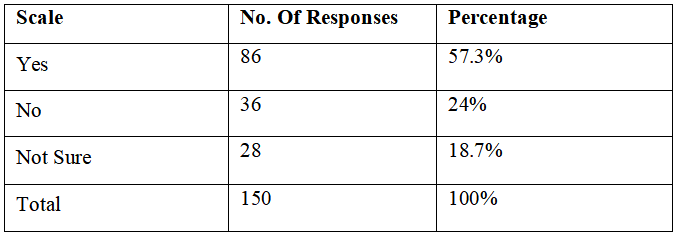 Scale No. Of Responses Percentage
Yes 86 57.3%
No 36 24%
Not Sure 28 18.7%
Total 150 100%